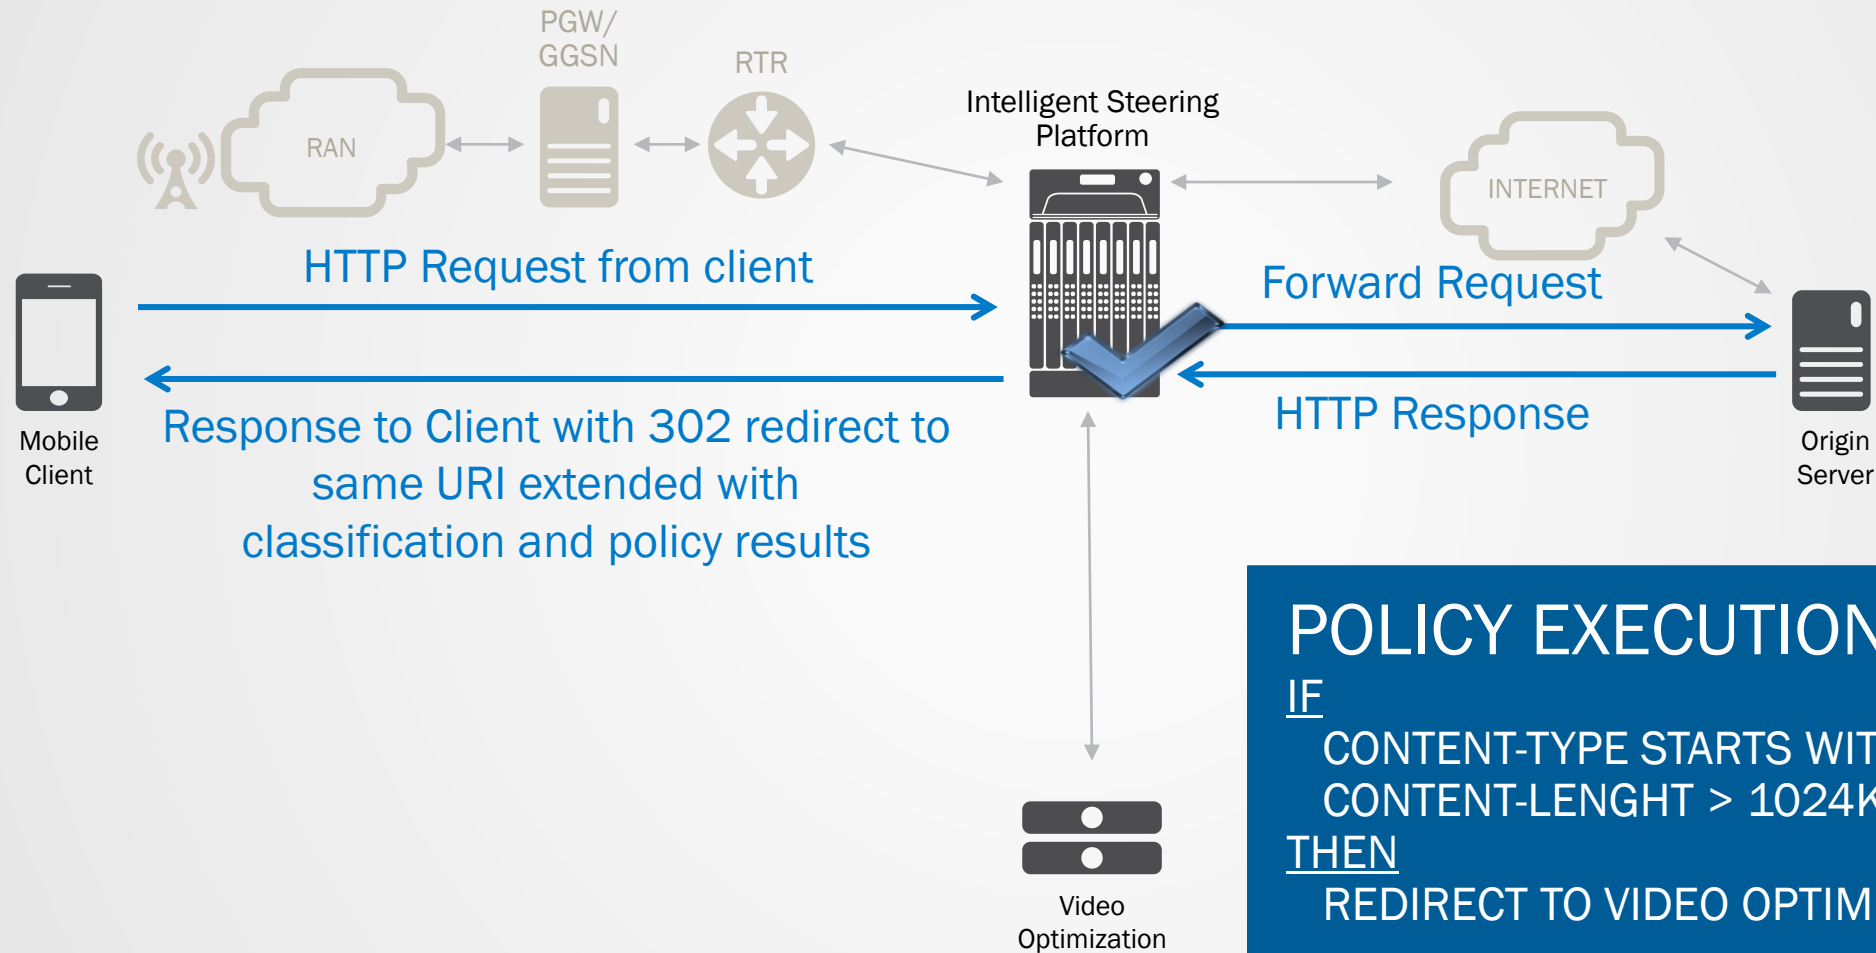 PGW/
GGSN
RTR
Intelligent Steering
Platform
RAN
INTERNET
HTTP Request from client
Forward Request
HTTP Response
Mobile
Client
Response to Client with 302 redirect to
same URI extended with
classification and policy results
Origin
Server
POLICY EXECUTION
IF
CONTENT-TYPE STARTS WIT
CONTENT-LENGHT > 1024K
THEN
REDIRECT TO VIDEO OPTIM
Video
Optimization